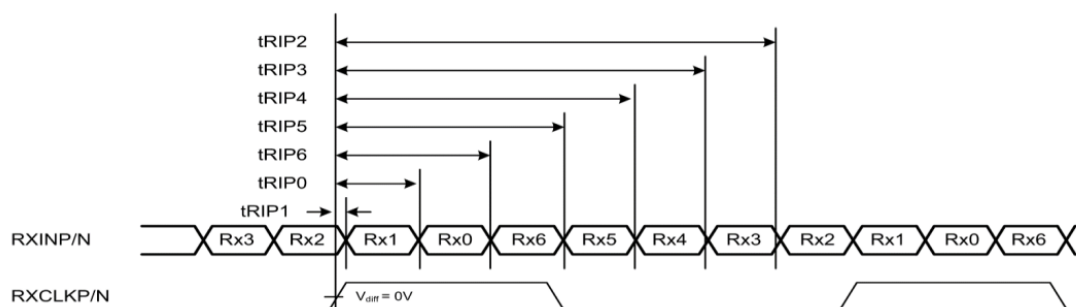 tRIP2
tRIP3
tRIP4
tRIP5
tRIP6
tRIP0
tRIP1
RXINP/N Rx3 Rx2 Rx1 Rx0 Rx6 Rx5 Rx4 Rx3 Rx2 Rx1 Rx0 Rx6
RXCLKP/N Vdiff = 0V